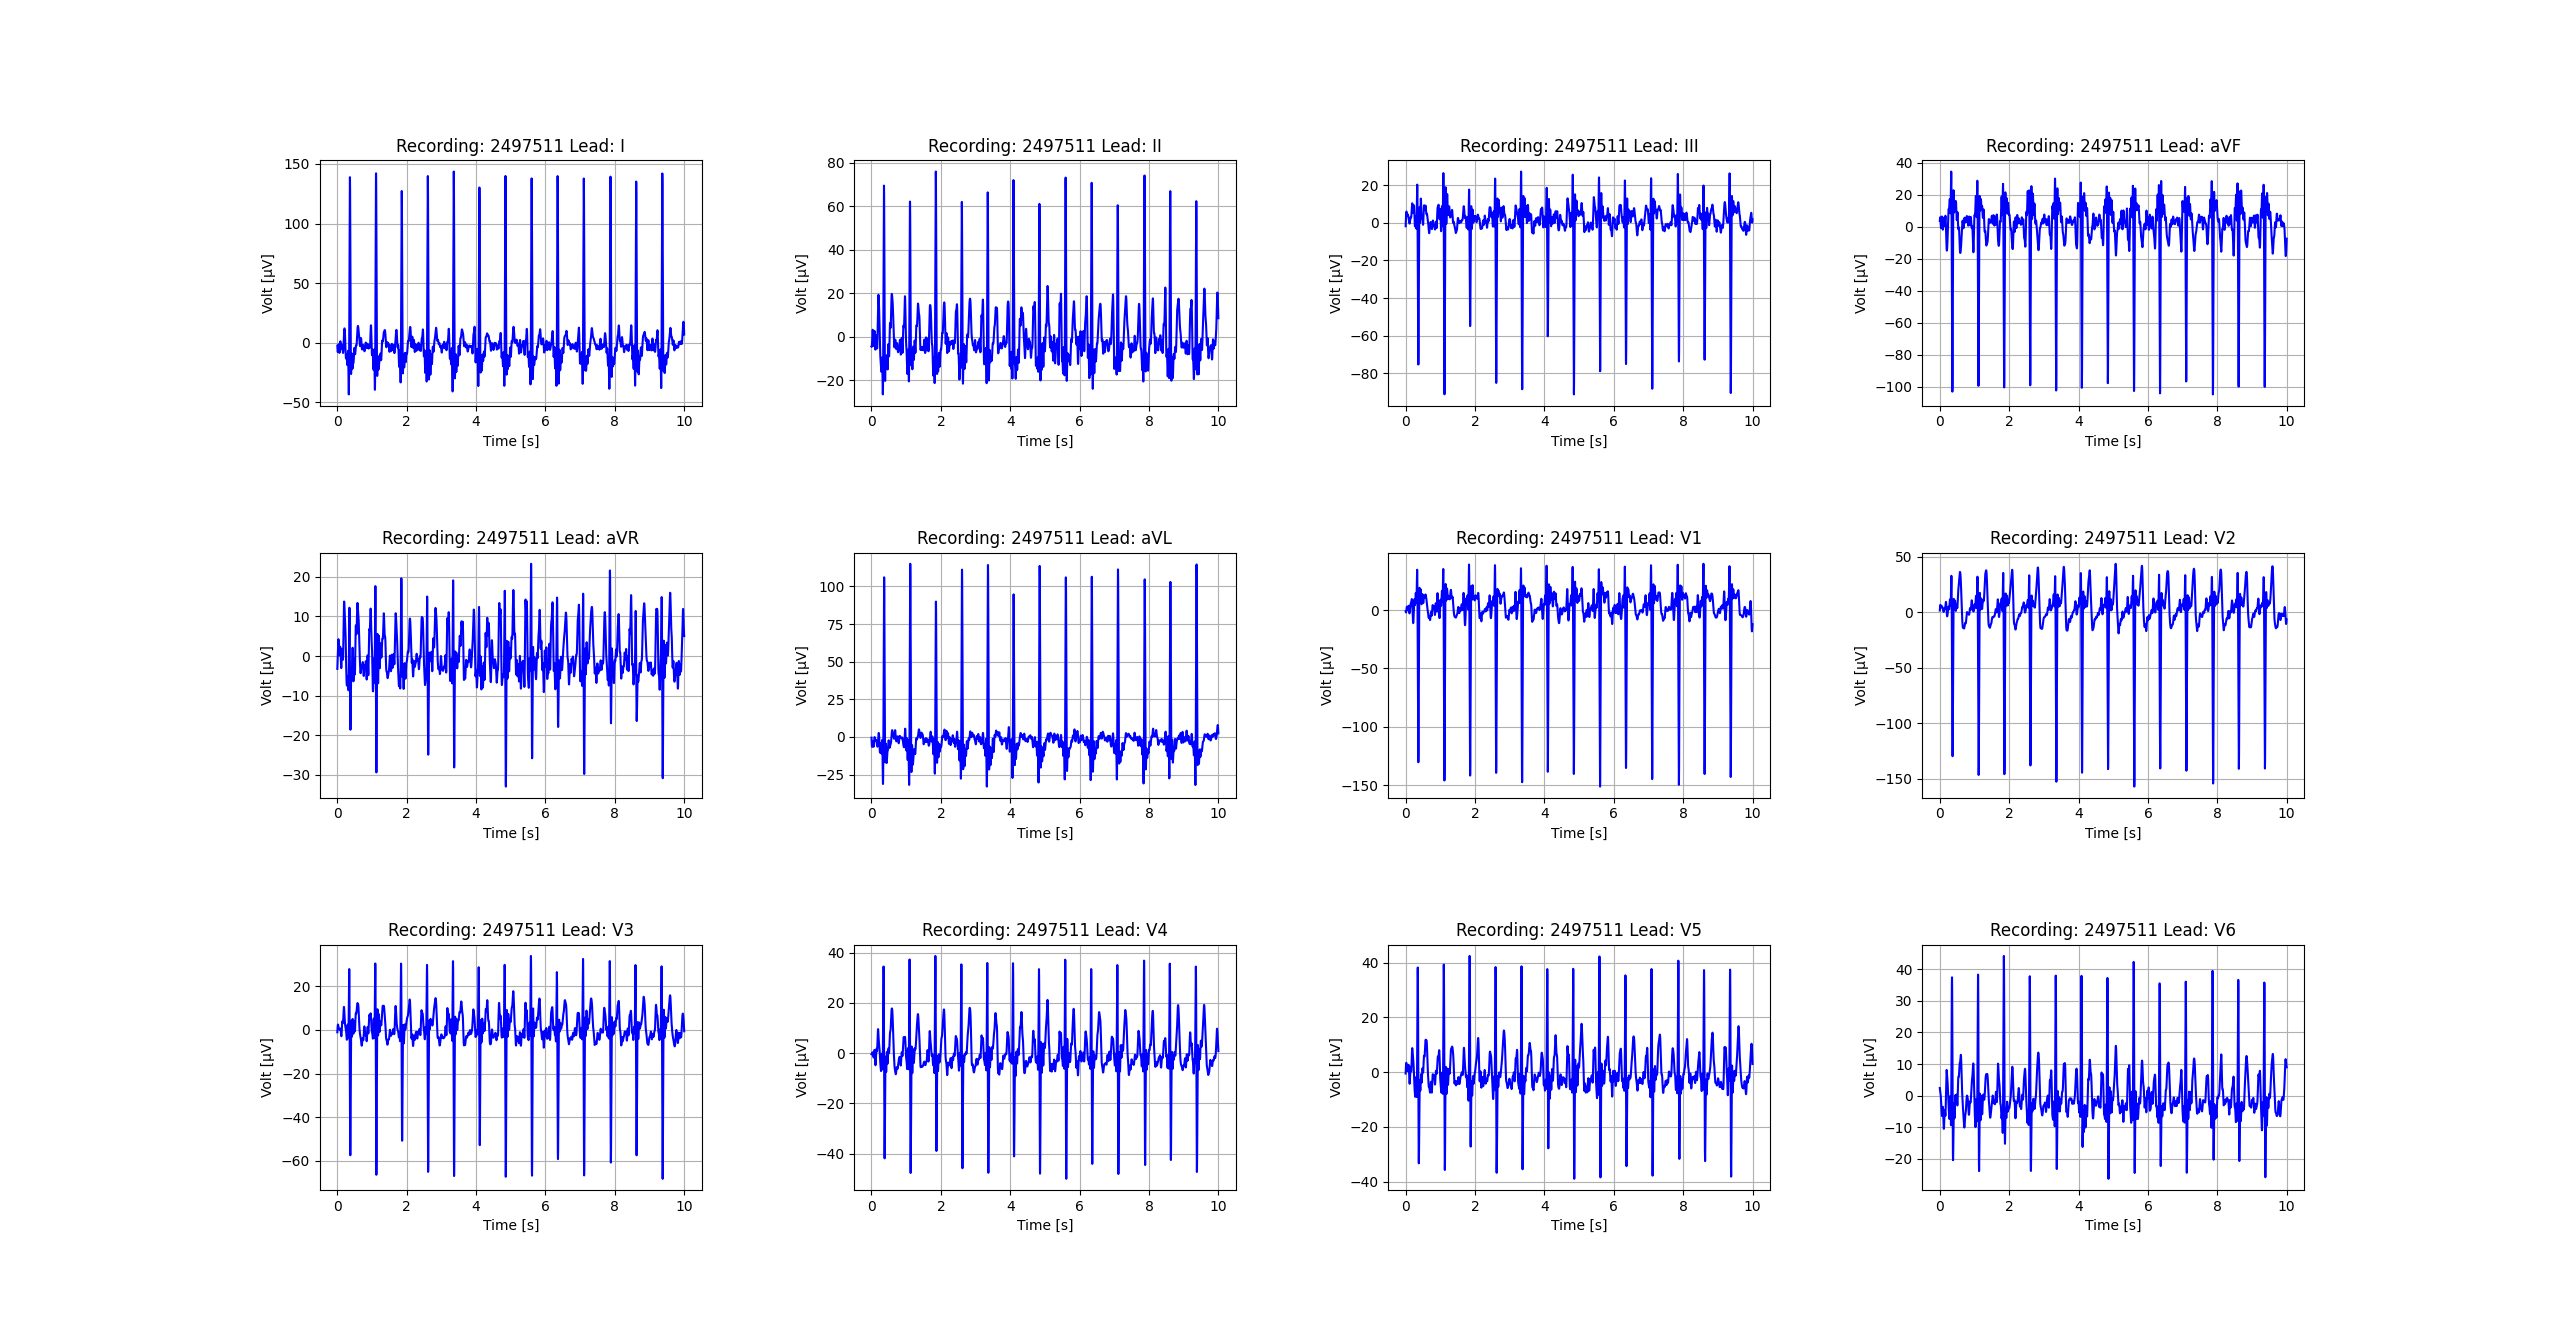 Recording: 2497511 Lead: I
Volt [µV]
150
100
50
0
−50
0 2 4 6 8 10
Time [s]
Recording: 2497511 Lead: II
Volt [µV]
80
60
40
20
0
−20
0 2 4 6 8 10
Time [s]
Recording: 2497511 Lead: III
Volt [µV]
20
0
−20
−40
−60
−80
0 2 4 6 8 10
Time [s]
Recording: 2497511 Lead: aVF
Volt [µV]
40
20
0
−20
−40
−60
−80
−100
0 2 4 6 8 10
Time [s]
Recording: 2497511 Lead: aVR
Volt [µV]
20
10
0
−10
−20
−30
0 2 4 6 8 10
Time [s]
Recording: 2497511 Lead: aVL
Volt [µV]
100
75
50
25
0
−25
0 2 4 6 8 10
Time [s]
Recording: 2497511 Lead: V1
Volt [µV]
0
−50
−100
−150
0 2 4 6 8 10
Time [s]
Recording: 2497511 Lead: V2
Volt [µV]
50
0
−50
−100
−150
0 2 4 6 8 10
Time [s]
Recording: 2497511 Lead: V3
Volt [µV]
20
0
−20
−40
−60
0 2 4 6 8 10
Time [s]
Recording: 2497511 Lead: V4
Volt [µV]
40
20
0
−20
−40
0 2 4 6 8 10
Time [s]
Recording: 2497511 Lead: V5
Volt [µV]
40
20
0
−20
−40
0 2 4 6 8 10
Time [s]
Recording: 2497511 Lead: V6
Volt [µV]
40
30
20
10
0
−10
−20
0 2 4 6 8 10
Time [s]